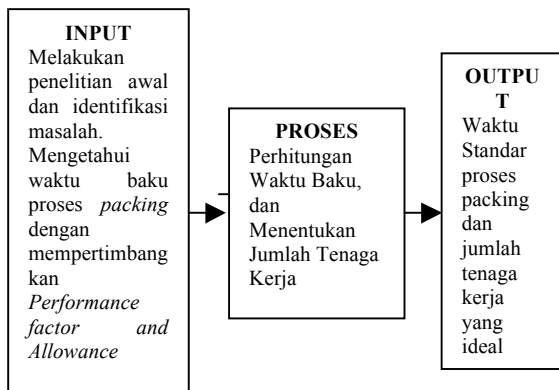 INPUT
Melakukan
penelitian awal
dan identifikasi
masalah.
Mengetahui
waktu baku
proses packing
dengan
mempertimbang
kan
Performance
factor and
Allowance
PROSES
Perhitungan
Waktu Baku,
dan
Menentukan
Jumlah Tenaga
Kerja
OUTPU
T
Waktu
Standar
proses
packing
dan
jumlah
tenaga
kerja
yang
ideal